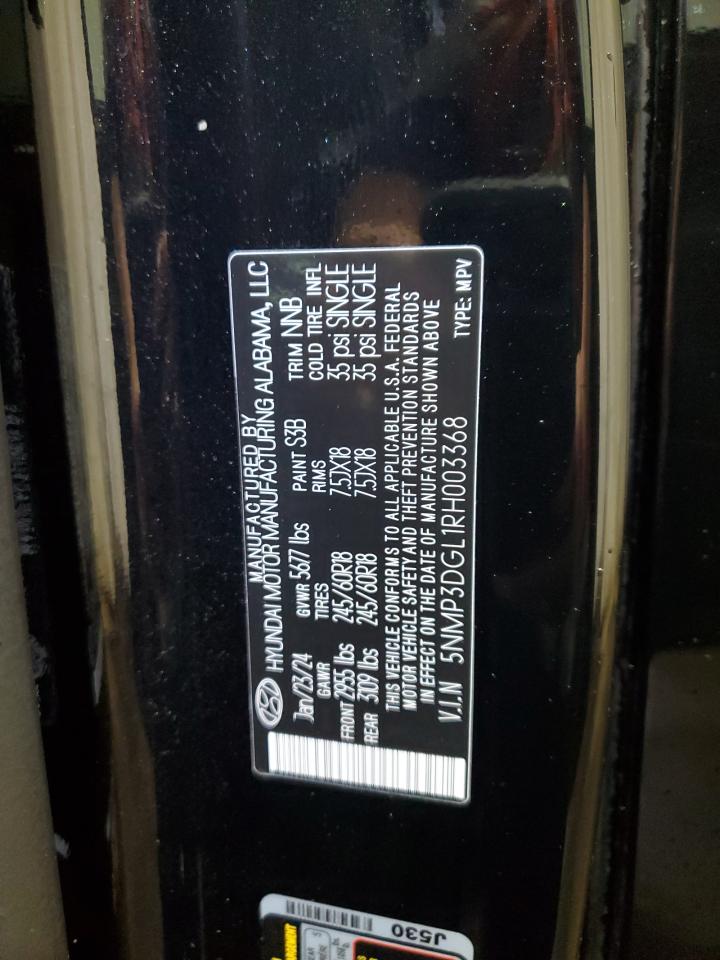 MANUFACTURED BY
HYUNDAI MOTOR MANUFACTURING ALABAMA, LLC
Jan/23/24 GVWR 5677 lbs PAINT S3B TRIM NNB
GAWR TIRES RIMS COLD TIRE INFL
FRONT 2955 lbs 245/60R18 7.5JX18 35 psi SINGLE
REAR 3109 lbs 245/60R18 7.5JX18 35 psi SINGLE
THIS VEHICLE CONFORMS TO ALL APPLICABLE U.S.A. FEDERAL
MOTOR VEHICLE SAFETY AND THEFT PREVENTION STANDARDS
IN EFFECT ON THE DATE OF MANUFACTURE SHOWN ABOVE
V.I.N 5NMP3DGL1RH003368 TYPE: MPV
J530